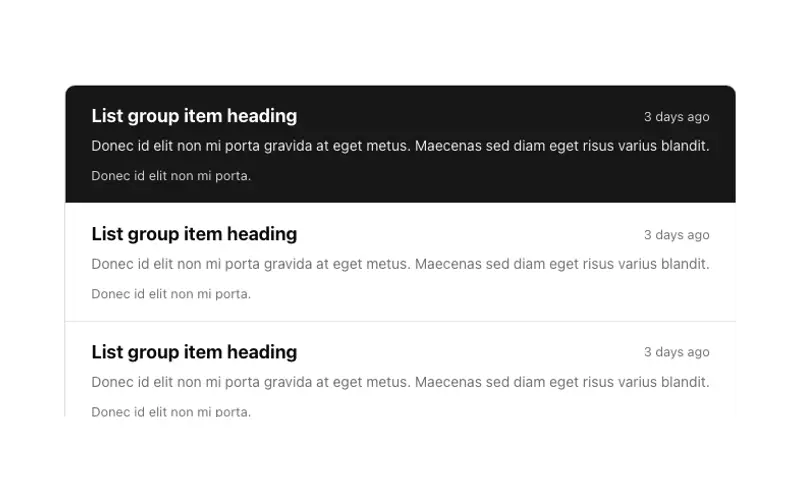 List group item heading
3 days ago
Donec id elit non mi porta gravida at eget metus. Maecenas sed diam eget risus varius blandit.
Donec id elit non mi porta.
List group item heading
3 days ago
Donec id elit non mi porta gravida at eget metus. Maecenas sed diam eget risus varius blandit.
Donec id elit non mi porta.
List group item heading
3 days ago
Donec id elit non mi porta gravida at eget metus. Maecenas sed diam eget risus varius blandit.
Donec id elit non mi porta.